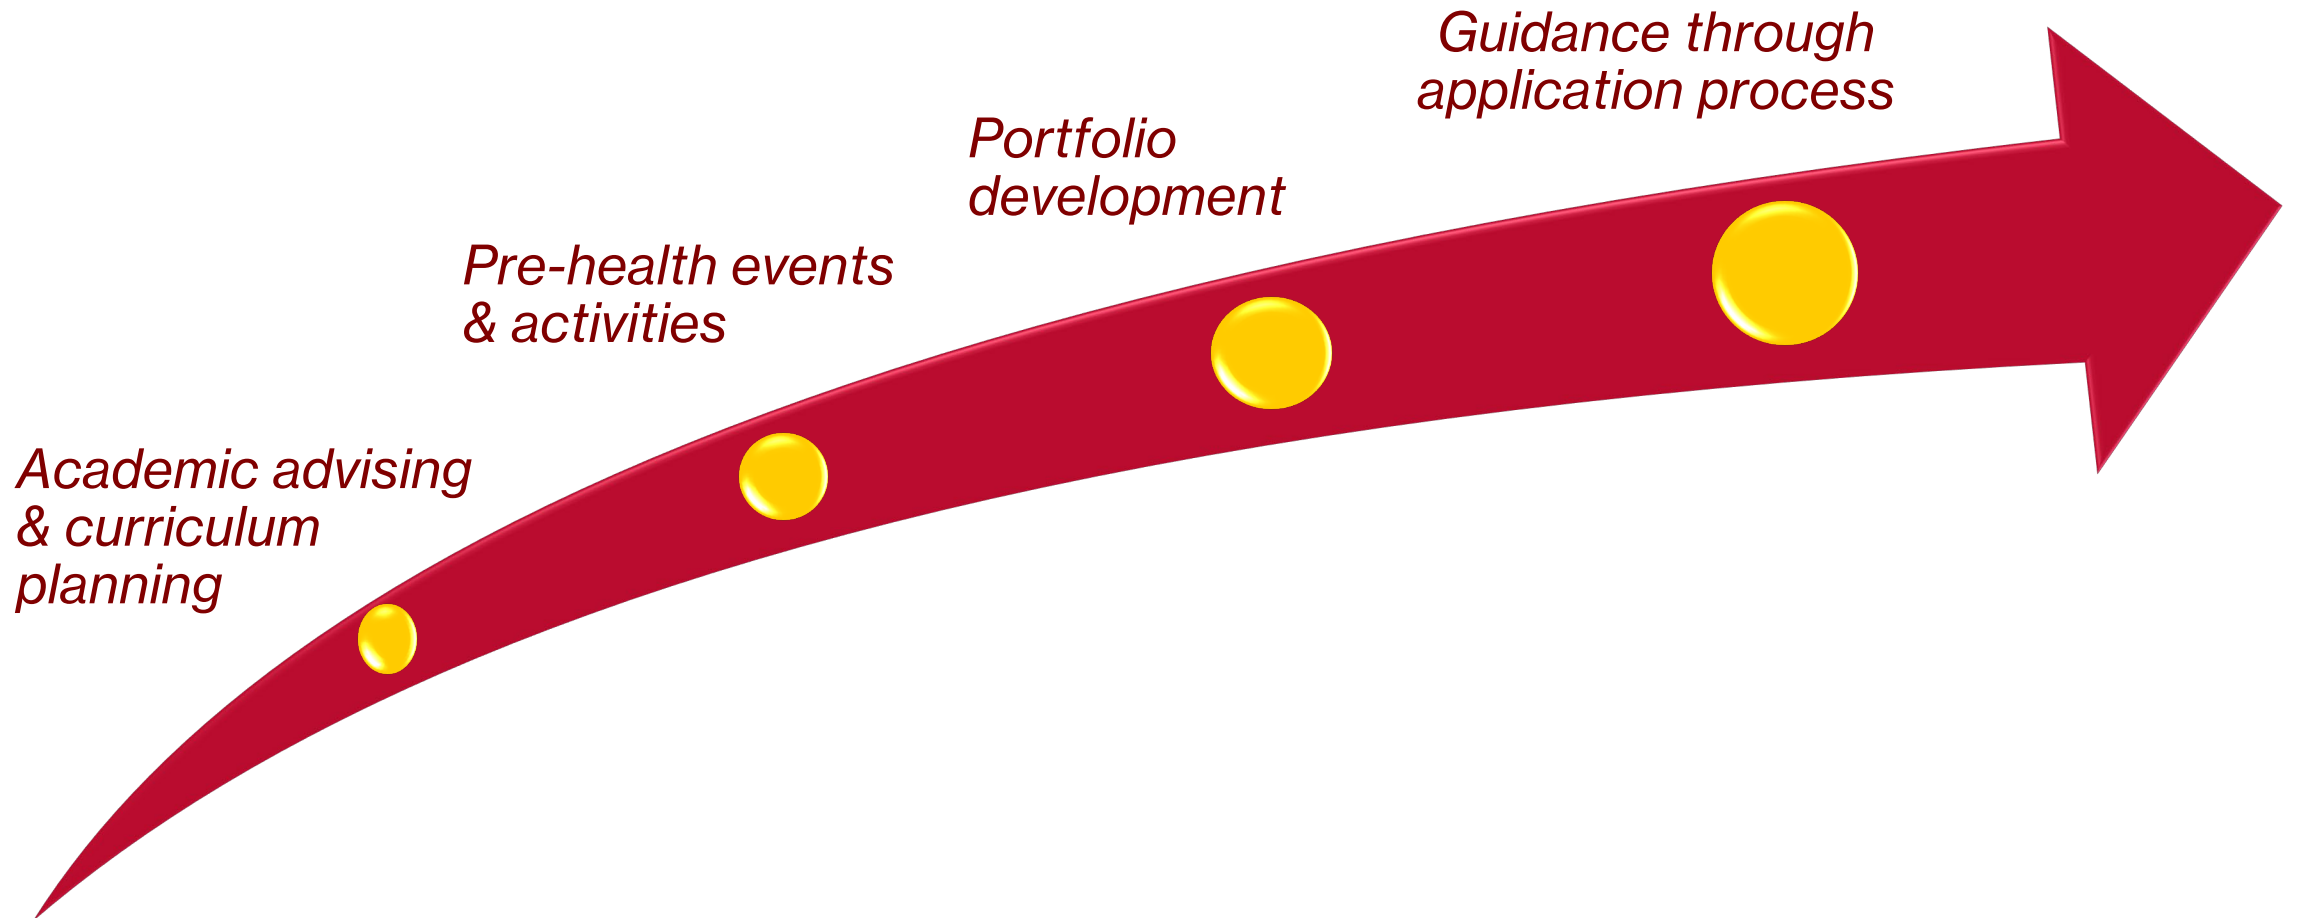 Academic advising
& curriculum
planning
Pre-health events
& activities
Portfolio
development
Guidance through
application process